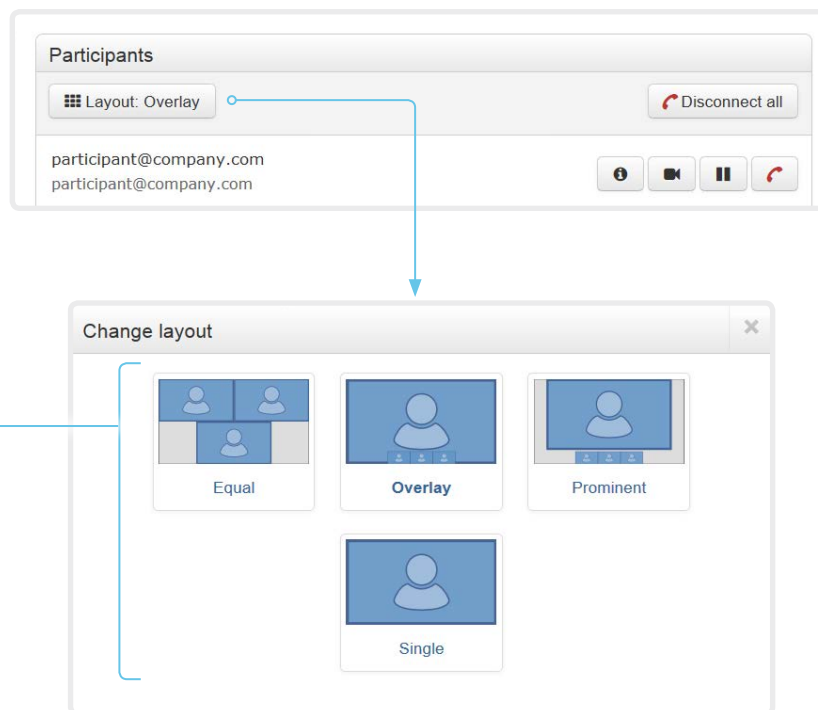 Participants
Layout: Overlay
Disconnect all
participant@company.com
participant@company.com
Change layout
Equal
Overlay
Prominent
Single